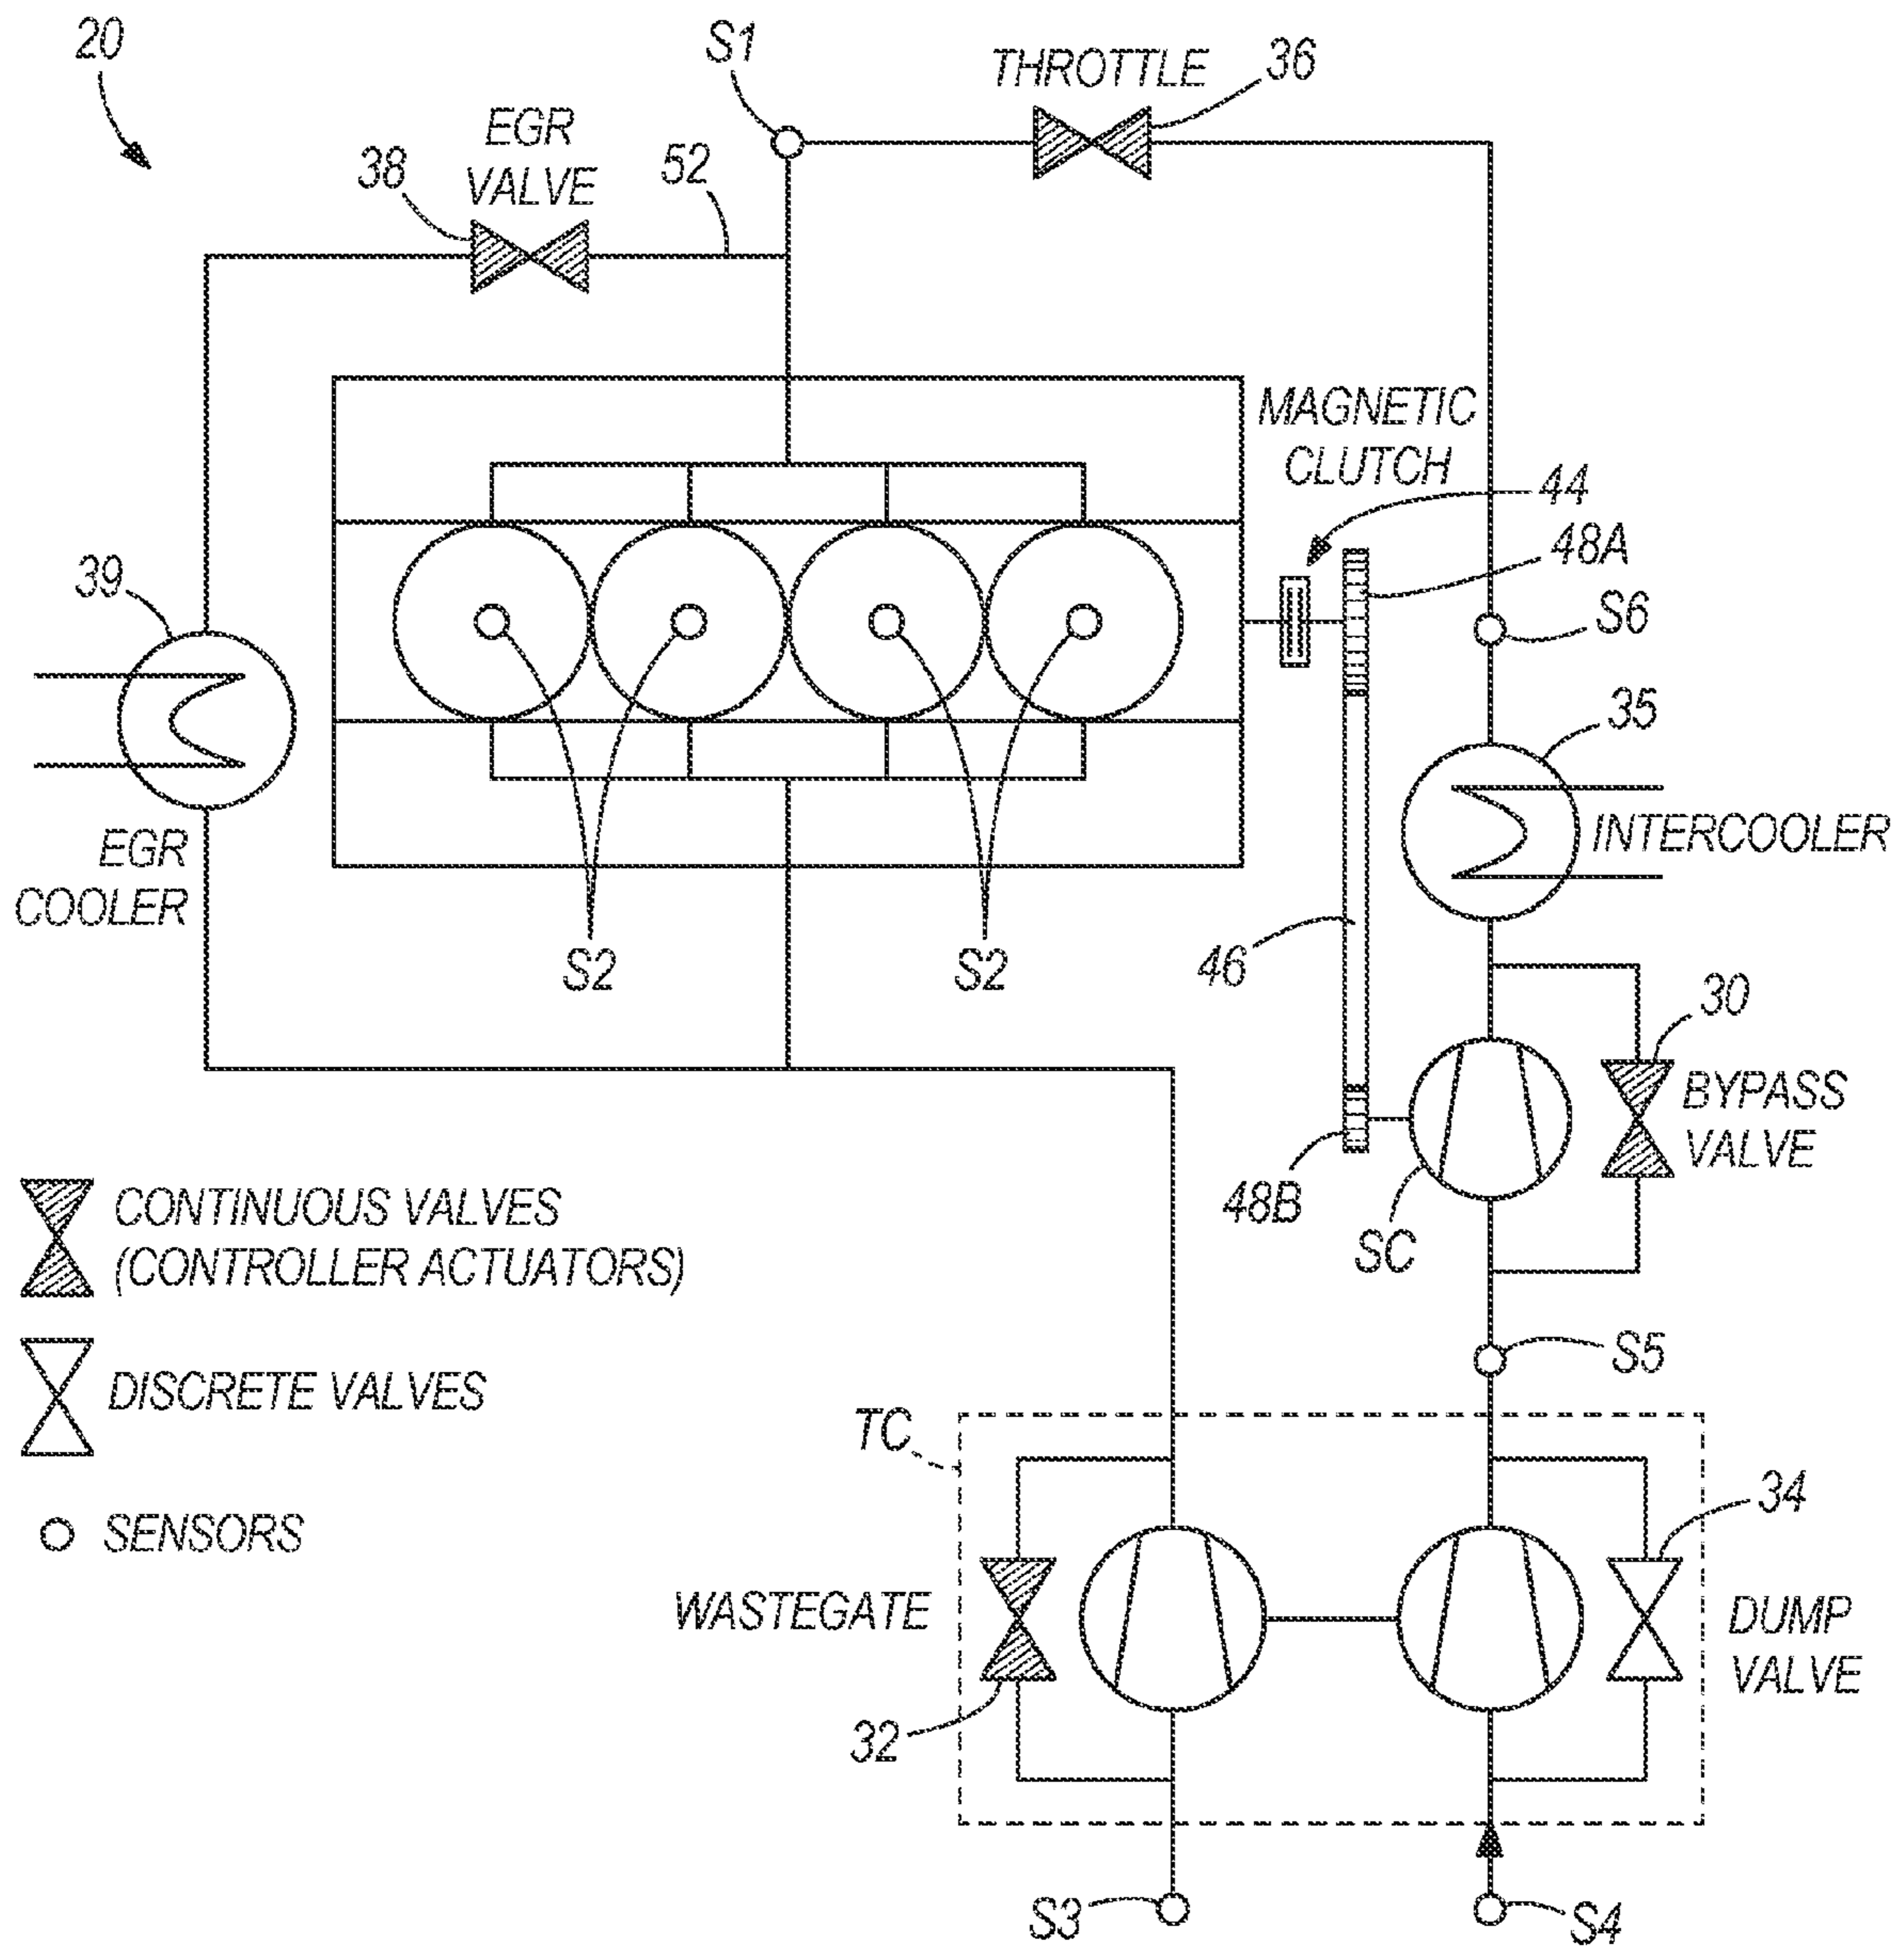 20
S1
THROTTLE
36
EGR
VALVE
38
52
MAGNETIC
CLUTCH
44
48A
39
S6
35
INTERCOOLER
EGR
COOLER
S2
S2
46
30
BYPASS
VALVE
48B
SC
CONTINUOUS VALVES
(CONTROLLER ACTUATORS)
S5
DISCRETE VALVES
TC
34
SENSORS
WASTEGATE
DUMP
VALVE
32
S3
S4